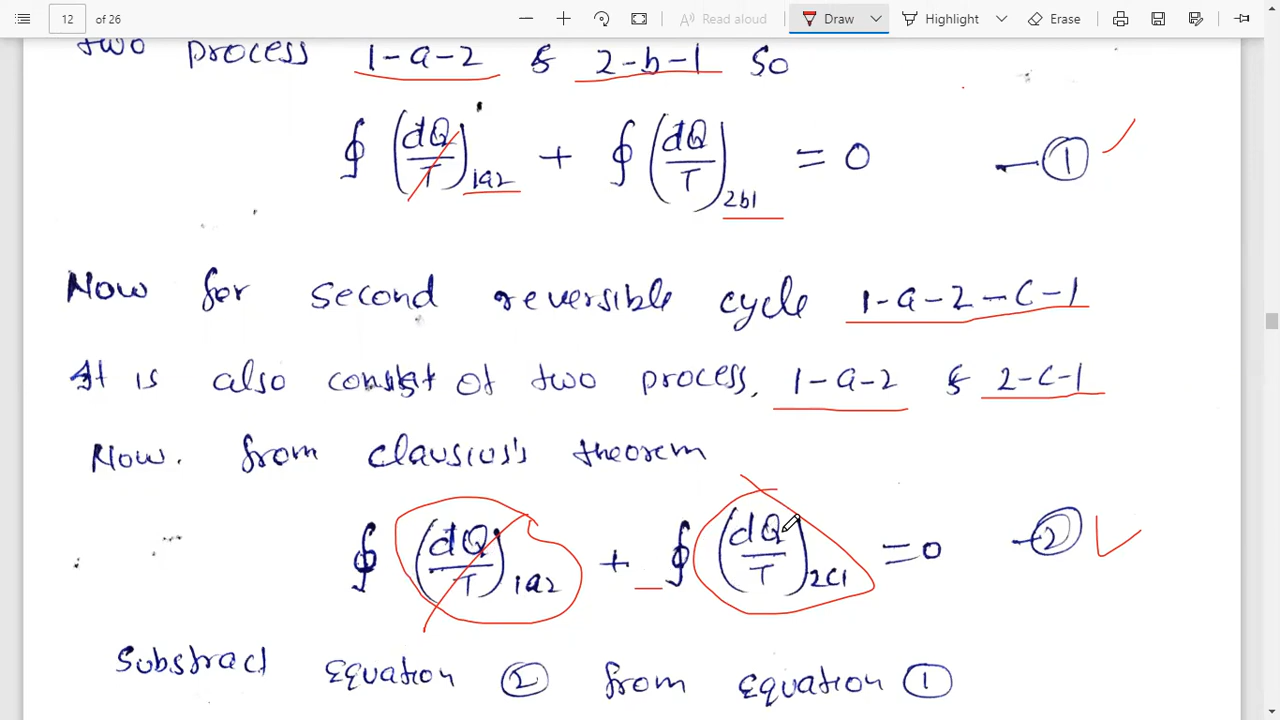 12 of 26 Read aloud Draw Highlight Erase
two process 1-a-2 & 2-b-1 So
∮ (dQ/T)1a2 + ∮ (dQ/T)2b1 = 0 — ①
Now for second reversible cycle 1-a-2-c-1
It is also consist of two process, 1-a-2 & 2-c-1
Now. from clausius's theorem
∮ (dQ/T)1a2 + ∮ (dQ/T)2c1 = 0 — ②
Substract Equation ② from equation ①